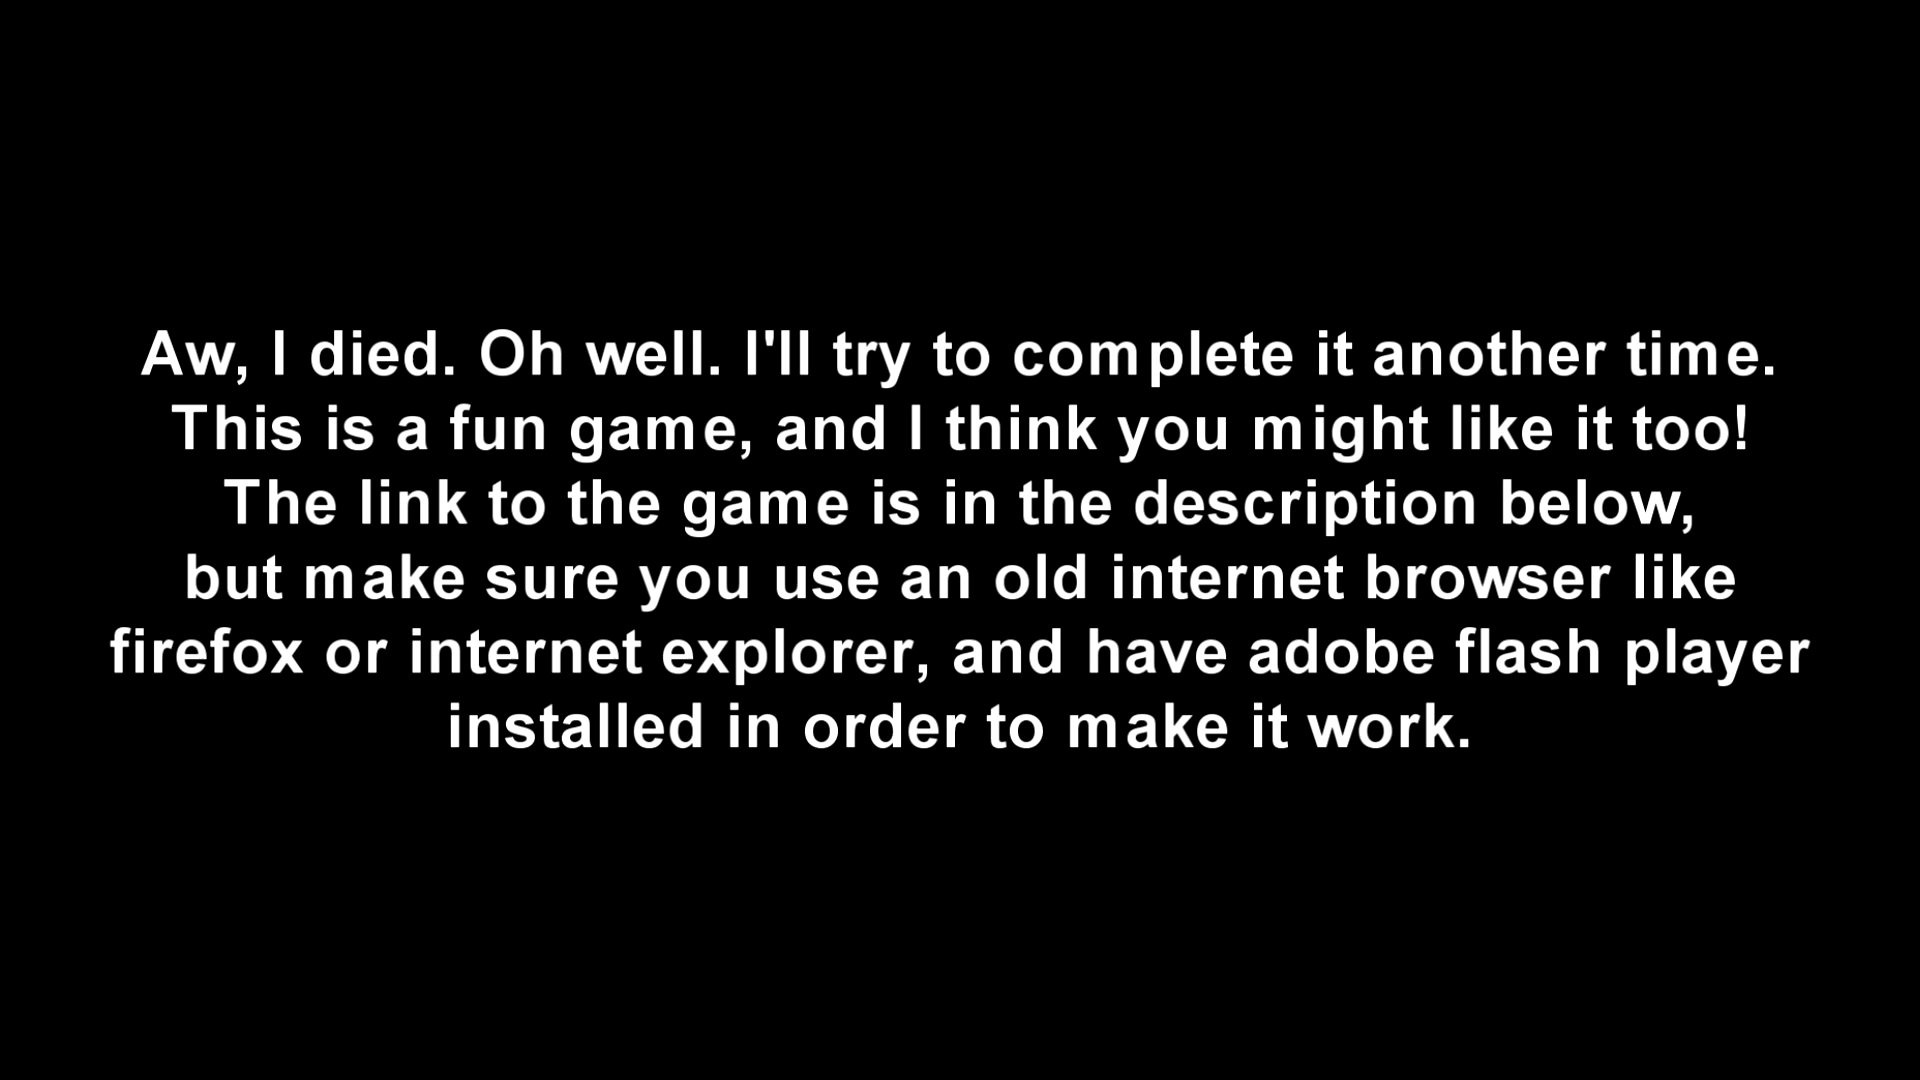 Aw, I died. Oh well. I'll try to complete it another time.
This is a fun game, and I think you might like it too!
The link to the game is in the description below,
but make sure you use an old internet browser like
firefox or internet explorer, and have adobe flash player
installed in order to make it work.